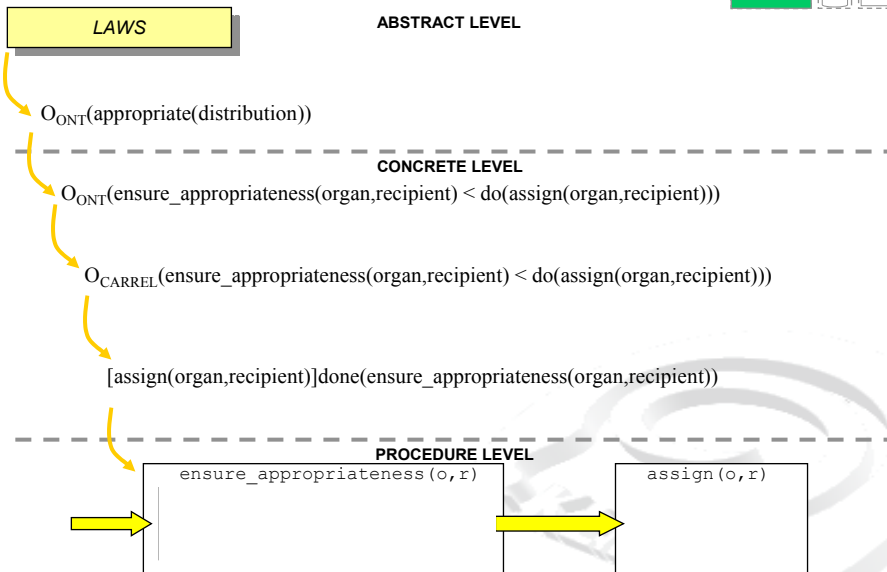 LAWS
ABSTRACT LEVEL
O_ONT(appropriate(distribution))
CONCRETE LEVEL
O_ONT(ensure_appropriateness(organ,recipient) < do(assign(organ,recipient)))
O_CARREL(ensure_appropriateness(organ,recipient) < do(assign(organ,recipient)))
[assign(organ,recipient)]done(ensure_appropriateness(organ,recipient))
PROCEDURE LEVEL
ensure_appropriateness(o,r)
assign(o,r)